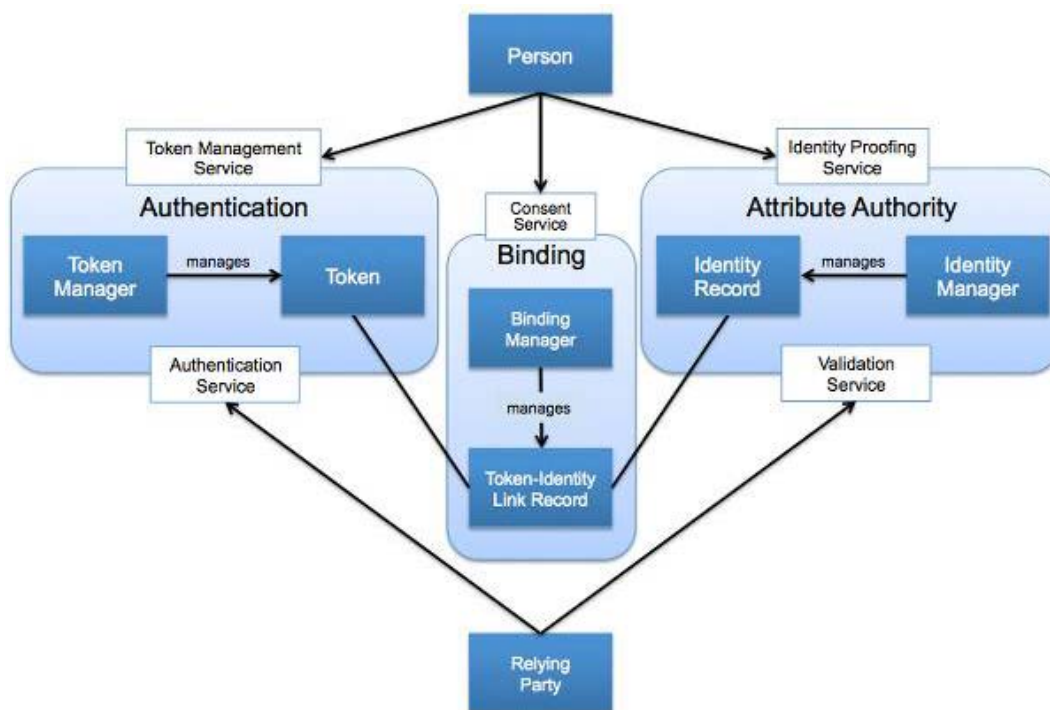 Person
Token Management
Service
Identity Proofing
Service
Authentication
Consent
Service
Attribute Authority
Binding
Token
Manager
manages
Token
Identity
Record
manages
Identity
Manager
Binding
Manager
Authentication
Service
Validation
Service
manages
Token-Identity
Link Record
Relying
Party